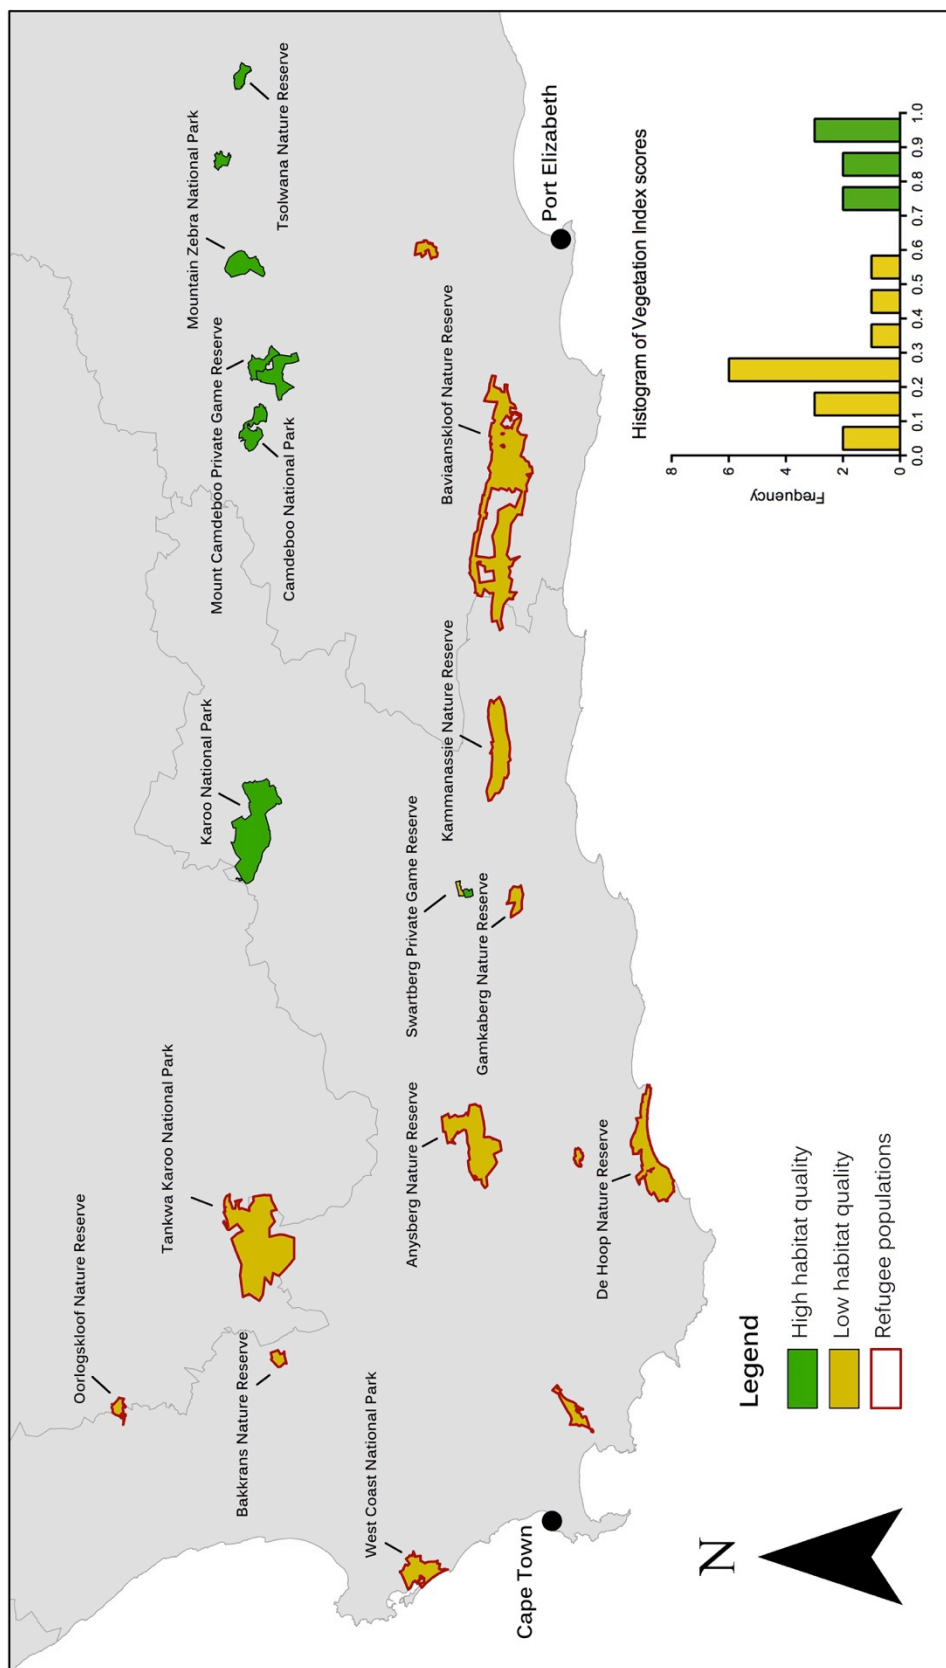 Oorlogskloof Nature Reserve
Tankwa Karoo National Park
Bakkrans Nature Reserve
West Coast National Park
Cape Town
Anysberg Nature Reserve
De Hoop Nature Reserve
Karoo National Park
Swartberg Private Game Reserve
Gamkaberg Nature Reserve
Kammanassie Nature Reserve
Mount Camdeboo Private Game Reserve
Camdeboo National Park
Mountain Zebra National Park
Tsolwana Nature Reserve
Baviaanskloof Nature Reserve
Port Elizabeth
N
Legend
High habitat quality
Low habitat quality
Refugee populations
Histogram of Vegetation Index scores
Frequency
8
6
4
2
0
0.0 0.1 0.2 0.3 0.4 0.5 0.6 0.7 0.8 0.9 1.0